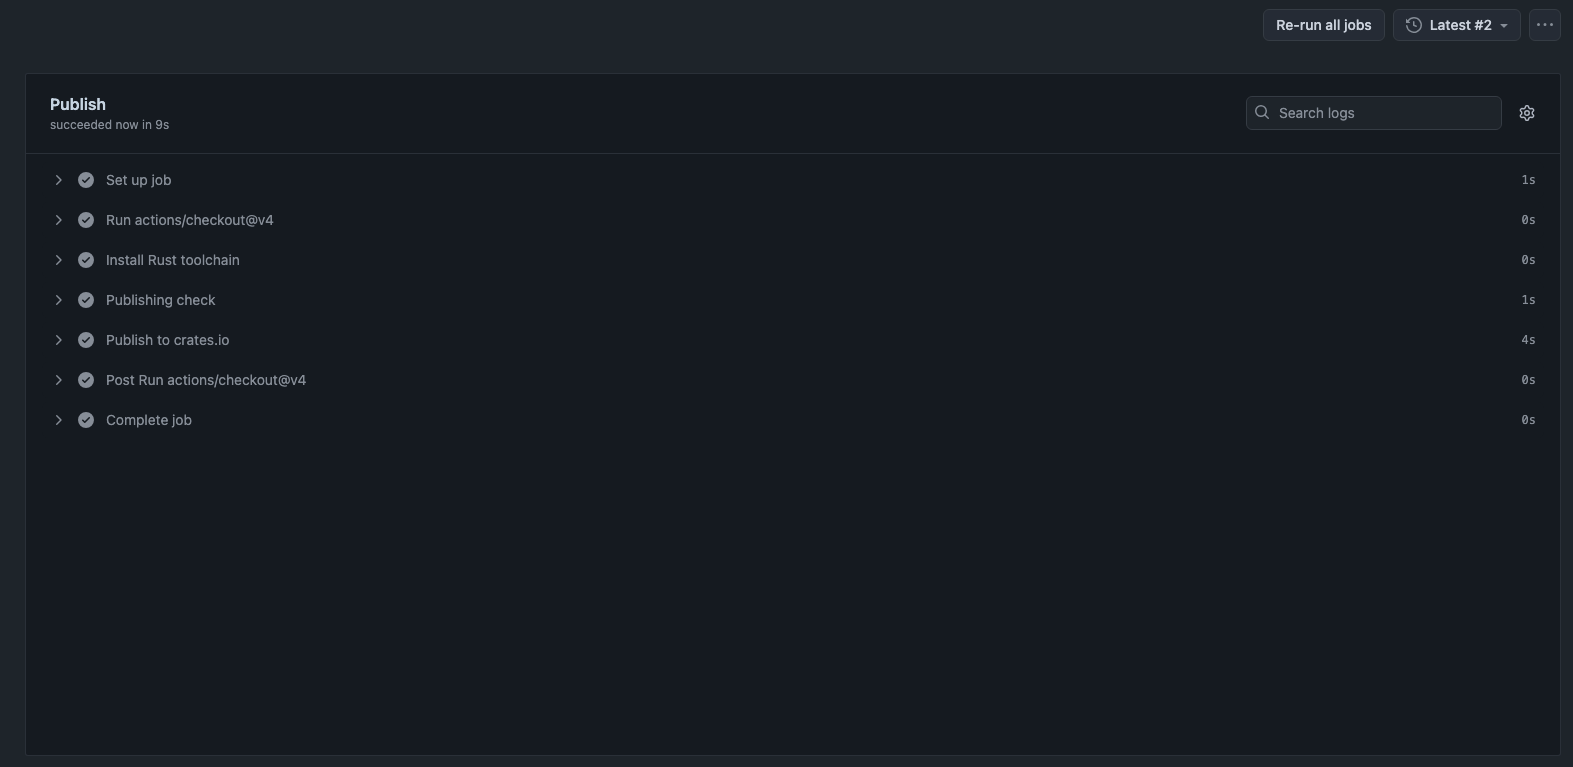 Re-run all jobs
Latest #2
Publish
succeeded now in 9s
Search logs
Set up job 1s
Run actions/checkout@v4 0s
Install Rust toolchain 0s
Publishing check 1s
Publish to crates.io 4s
Post Run actions/checkout@v4 0s
Complete job 0s